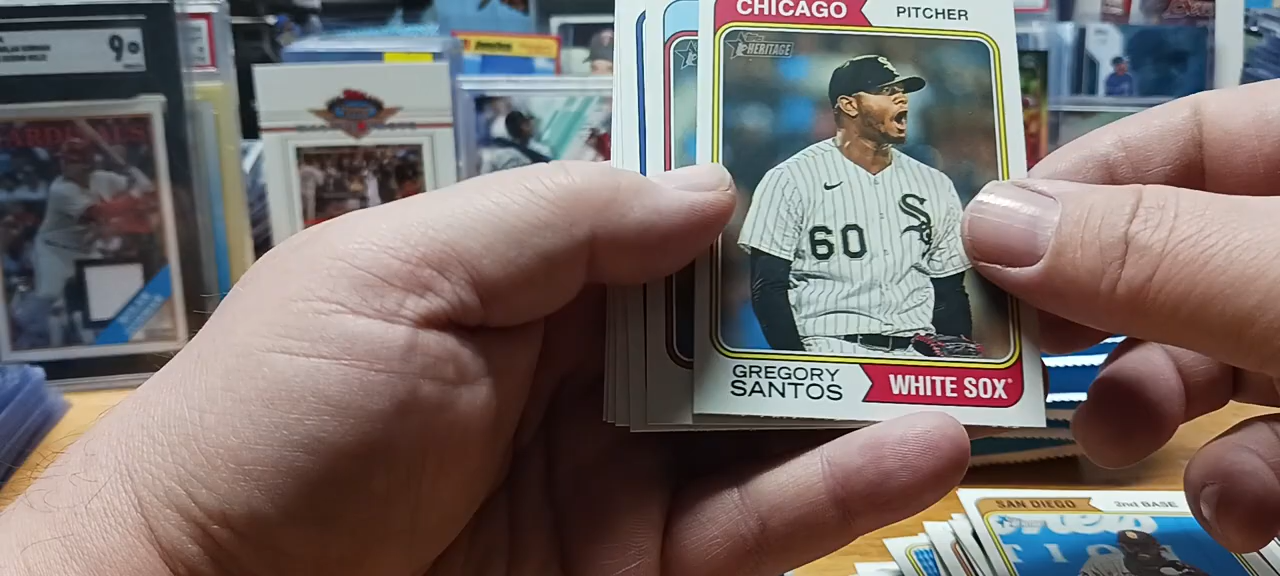 CHICAGO
PITCHER
Topps HERITAGE
60
GREGORY
SANTOS
WHITE SOX
9
CARDINALS
SAN DIEGO
2nd BASE